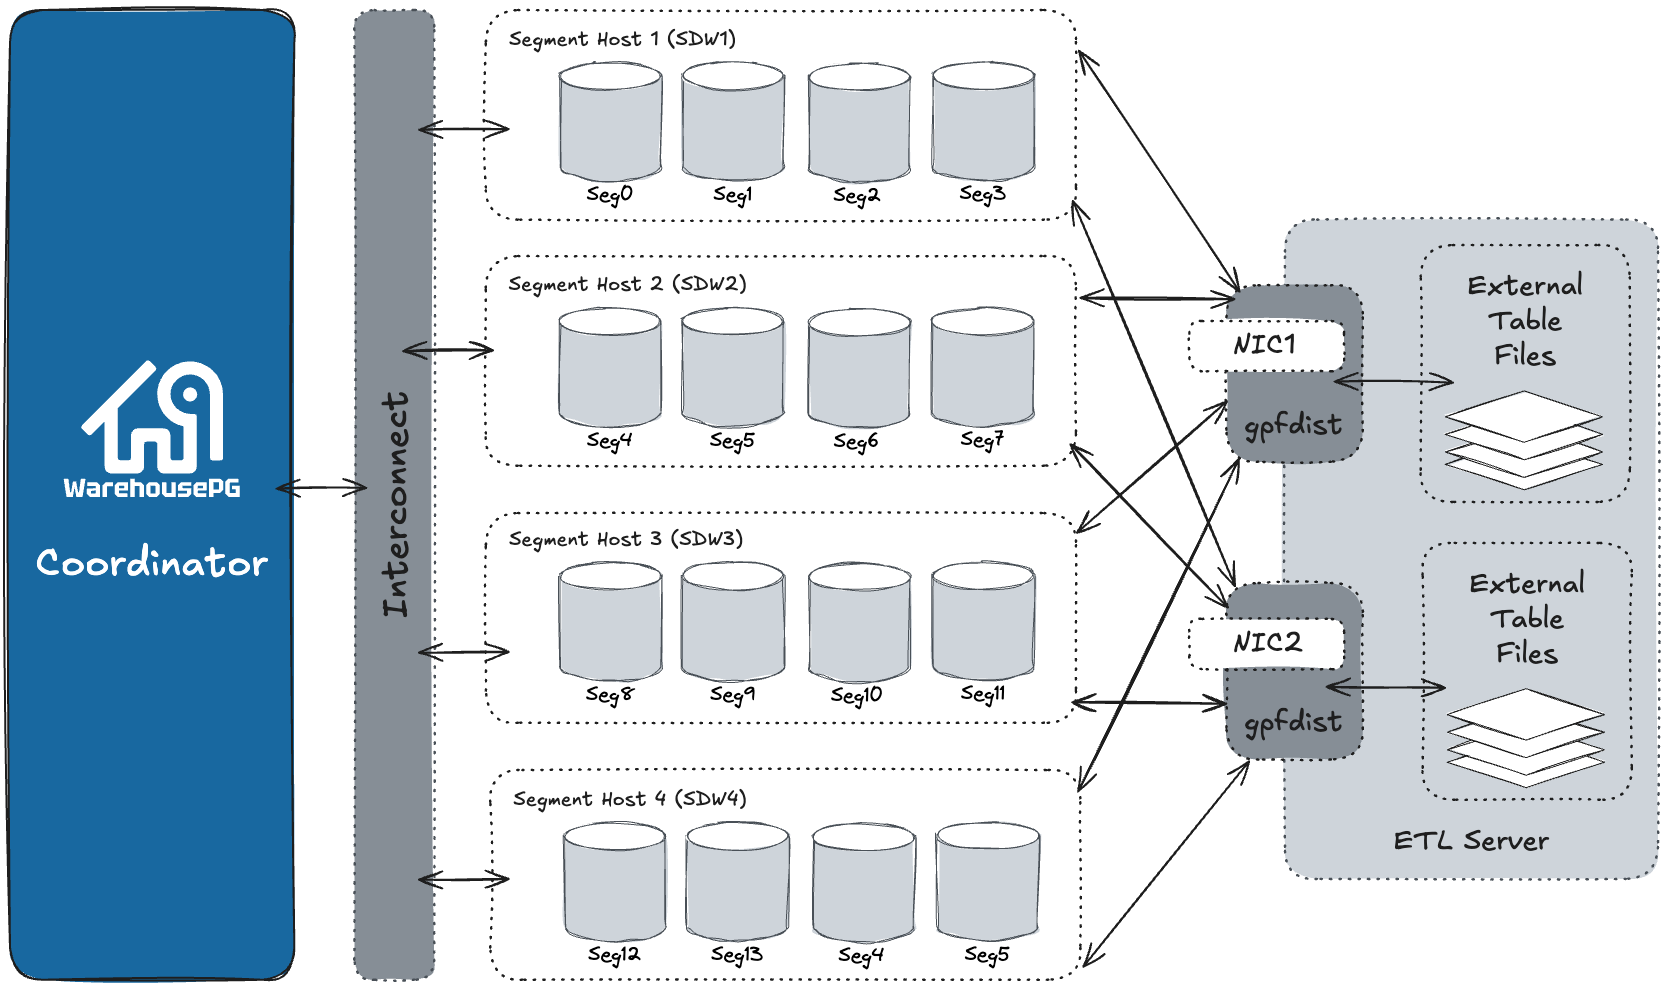 WarehousePG
Coordinator
Interconnect
Segment Host 1 (SDW1)
Seg0 Seg1 Seg2 Seg3
Segment Host 2 (SDW2)
Seg4 Seg5 Seg6 Seg7
Segment Host 3 (SDW3)
Seg8 Seg9 Seg10 Seg11
Segment Host 4 (SDW4)
Seg12 Seg13 Seg4 Seg5
NIC1
gpfdist
External
Table
Files
NIC2
gpfdist
External
Table
Files
ETL Server